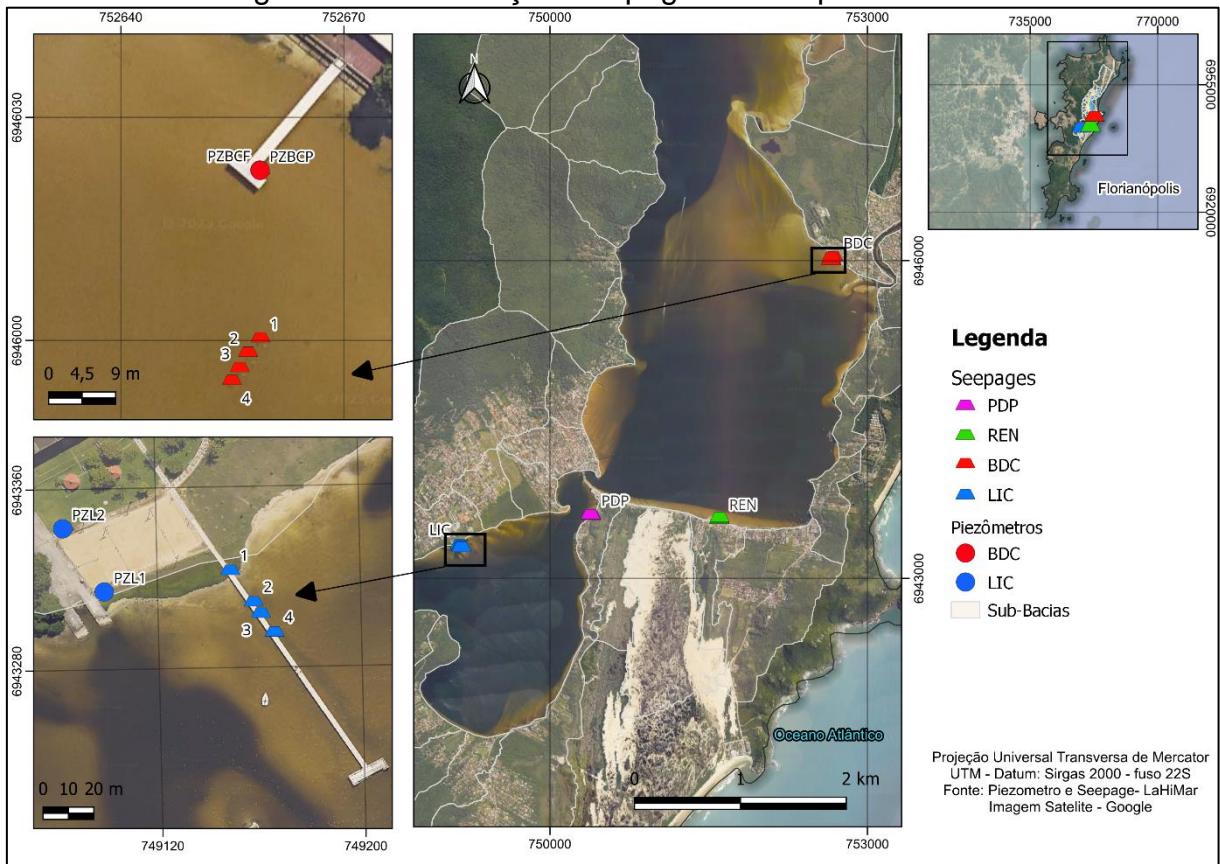 752640
752670
6946030
6946000
PZBCF
PZBCP
1
2
3
4
0 4,5 9 m
6943360
6943280
PZL2
PZL1
1
2
3
4
0 10 20 m
749120
749200
750000
753000
N
BDC
6946000
PDP
REN
LIC
6943000
Oceano Atlântico
0 1 2 km
750000
753000
735000
770000
6965000
6930000
Florianópolis
Legenda
Seepages
PDP
REN
BDC
LIC
Piezômetros
BDC
LIC
Sub-Bacias
Projeção Universal Transversa de Mercator
UTM - Datum: Sirgas 2000 - fuso 22S
Fonte: Piezometro e Seepage- LaHiMar
Imagem Satelite - Google